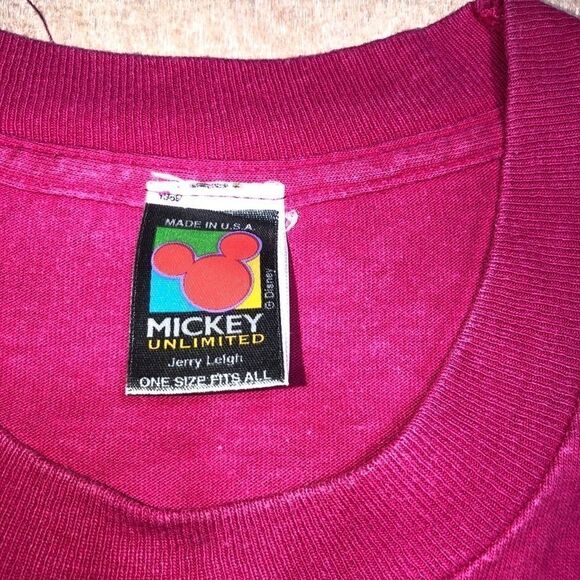 MADE IN U.S.A.
© Disney
MICKEY
UNLIMITED
Jerry Leigh
ONE SIZE FITS ALL